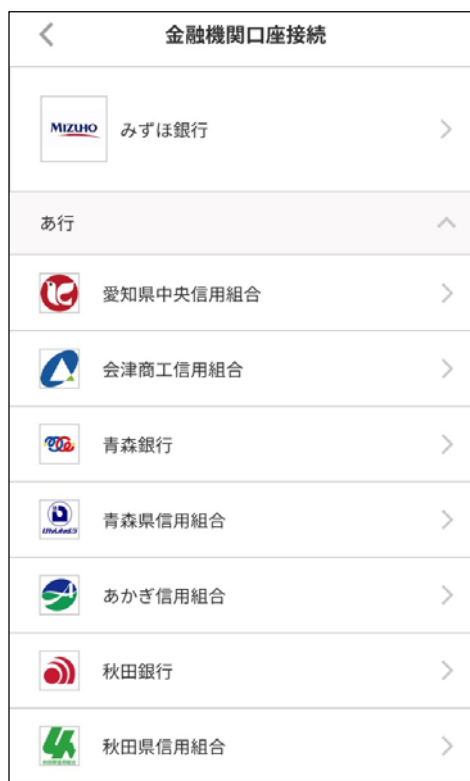 金融機関口座接続
MIZUHO みずほ銀行
あ行
愛知県中央信用組合
会津商工信用組合
青森銀行
青森県信用組合
あかぎ信用組合
秋田銀行
秋田県信用組合